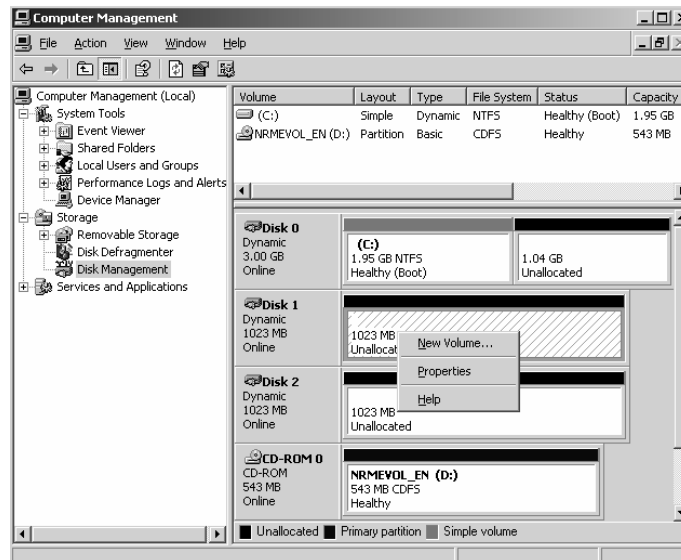 Computer Management
File Action View Window Help
Computer Management (Local)
System Tools
Event Viewer
Shared Folders
Local Users and Groups
Performance Logs and Alerts
Device Manager
Storage
Removable Storage
Disk Defragmenter
Disk Management
Services and Applications
Volume Layout Type File System Status Capacity
(C:) Simple Dynamic NTFS Healthy (Boot) 1.95 GB
NRMEVOL_EN (D:) Partition Basic CDFS Healthy 543 MB
Disk 0
Dynamic
3.00 GB
Online
(C:)
1.95 GB NTFS
Healthy (Boot)
1.04 GB
Unallocated
Disk 1
Dynamic
1023 MB
Online
1023 MB
Unallocat
New Volume...
Properties
Help
Disk 2
Dynamic
1023 MB
Online
1023 MB
Unallocated
CD-ROM 0
CD-ROM
543 MB
Online
NRMEVOL_EN (D:)
543 MB CDFS
Healthy
Unallocated Primary partition Simple volume